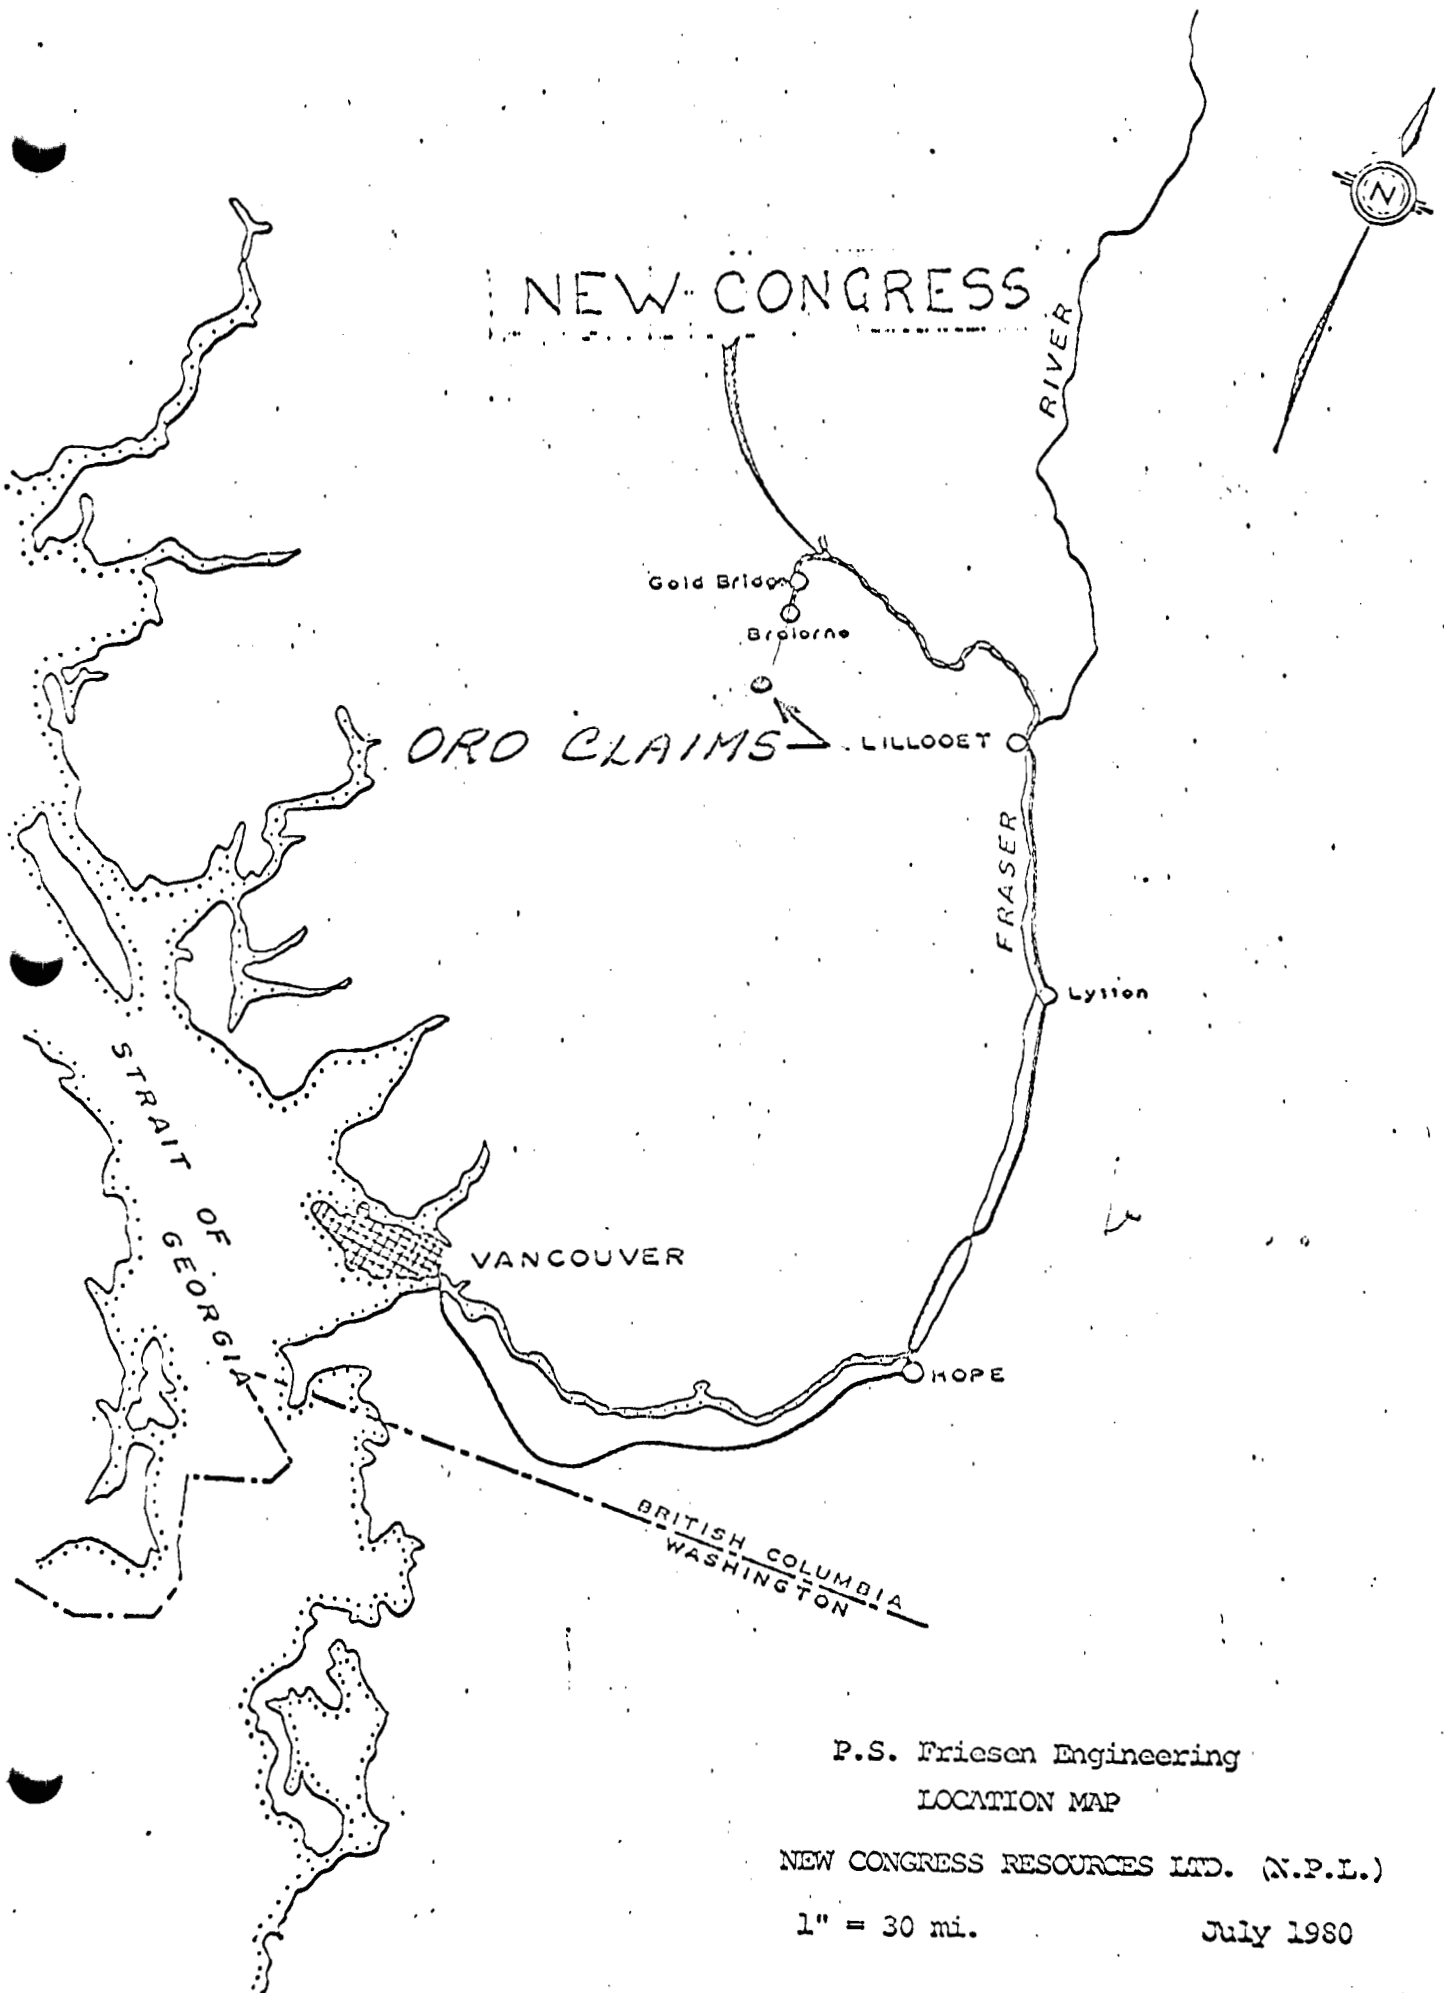 N
NEW CONGRESS
RIVER
Gold Bridge
Bralorne
ORO CLAIMS
LILLOOET
FRASER
Lytton
STRAIT OF
GEORGIA
VANCOUVER
HOPE
BRITISH COLUMBIA
WASHINGTON
P.S. Friesen Engineering
LOCATION MAP
NEW CONGRESS RESOURCES LTD. (N.P.L.)
1" = 30 mi. July 1980